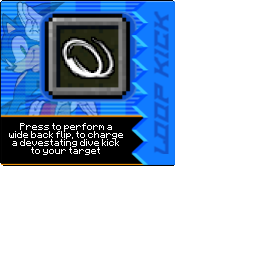 LOOP KICK
Press to perform a
wide back flip, to charge
a devestating dive kick
to your target